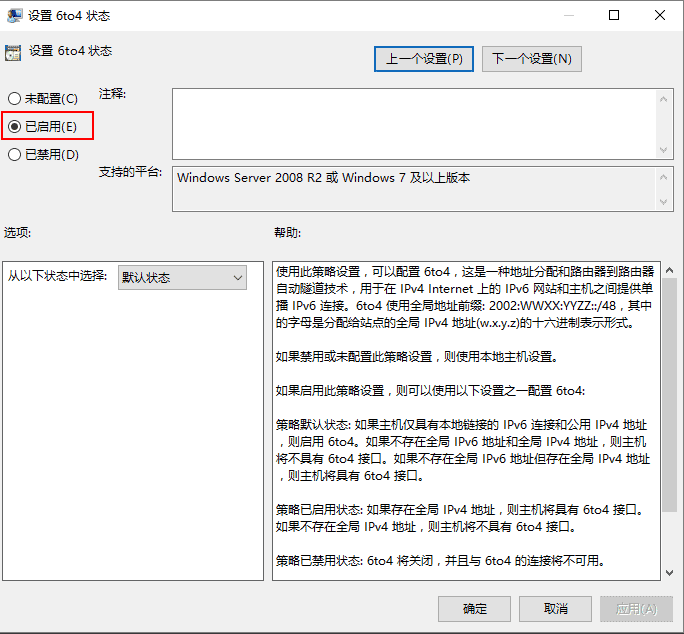 设置 6to4 状态
设置 6to4 状态
上一个设置(P)
下一个设置(N)
未配置(C)
注释:
已启用(E)
已禁用(D)
支持的平台:
Windows Server 2008 R2 或 Windows 7 及以上版本
选项:
帮助:
从以下状态中选择:
默认状态
使用此策略设置，可以配置 6to4，这是一种地址分配和路由器到路由器
自动隧道技术，用于在 IPv4 Internet 上的 IPv6 网站和主机之间提供单
播 IPv6 连接。6to4 使用全局地址前缀: 2002:WWXX:YYZZ::/48，其中
的字母是分配给站点的全局 IPv4 地址(w.x.y.z)的十六进制表示形式。
如果禁用或未配置此策略设置，则使用本地主机设置。
如果启用此策略设置，则可以使用以下设置之一配置 6to4:
策略默认状态: 如果主机仅具有本地链接的 IPv6 连接和公用 IPv4 地址
，则启用 6to4。如果不存在全局 IPv6 地址和全局 IPv4 地址，则主机
将不具有 6to4 接口。如果不存在全局 IPv6 地址但存在全局 IPv4 地址
，则主机将具有 6to4 接口。
策略已启用状态: 如果存在全局 IPv4 地址，则主机将具有 6to4 接口。
如果不存在全局 IPv4 地址，则主机将不具有 6to4 接口。
策略已禁用状态: 6to4 将关闭，并且与 6to4 的连接将不可用。
确定
取消
应用(A)